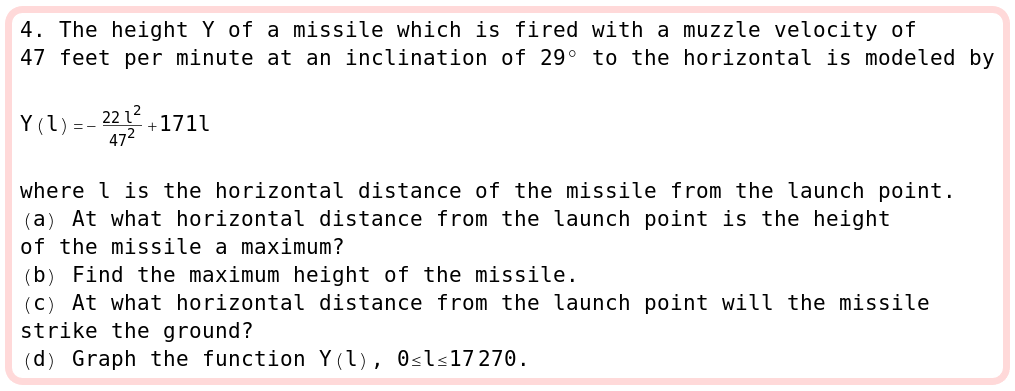 4. The height Y of a missile which is fired with a muzzle velocity of
47 feet per minute at an inclination of 29° to the horizontal is modeled by
Y(l)=-\frac{22 l^2}{47^2}+171l
where l is the horizontal distance of the missile from the launch point.
(a) At what horizontal distance from the launch point is the height
of the missile a maximum?
(b) Find the maximum height of the missile.
(c) At what horizontal distance from the launch point will the missile
strike the ground?
(d) Graph the function Y(l), 0≤l≤17270.